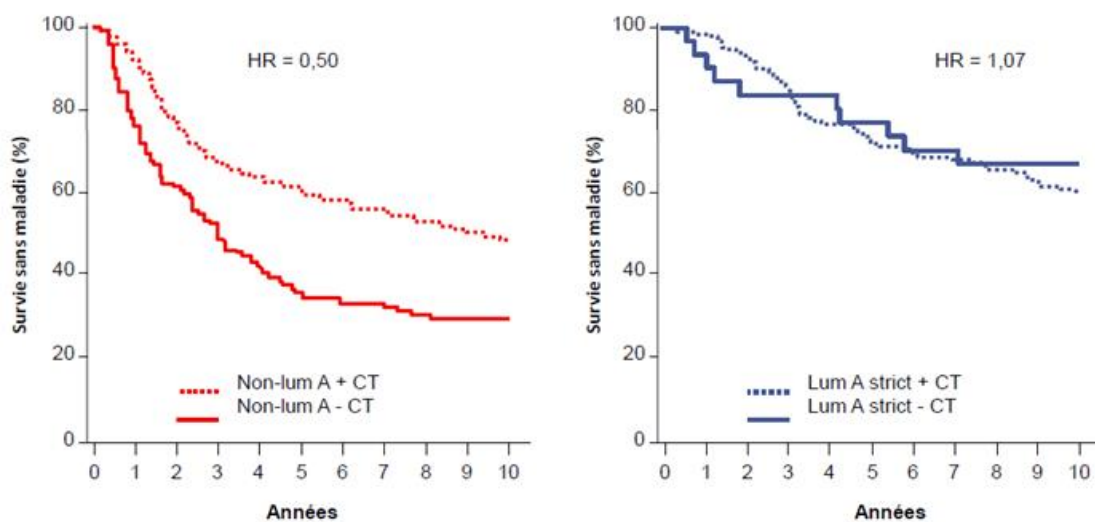 Survie sans maladie (%)
100
80
60
40
20
0
HR = 0,50
Non-lum A + CT
Non-lum A - CT
0 1 2 3 4 5 6 7 8 9 10
Années
Survie sans maladie (%)
100
80
60
40
20
0
HR = 1,07
Lum A strict + CT
Lum A strict - CT
0 1 2 3 4 5 6 7 8 9 10
Années